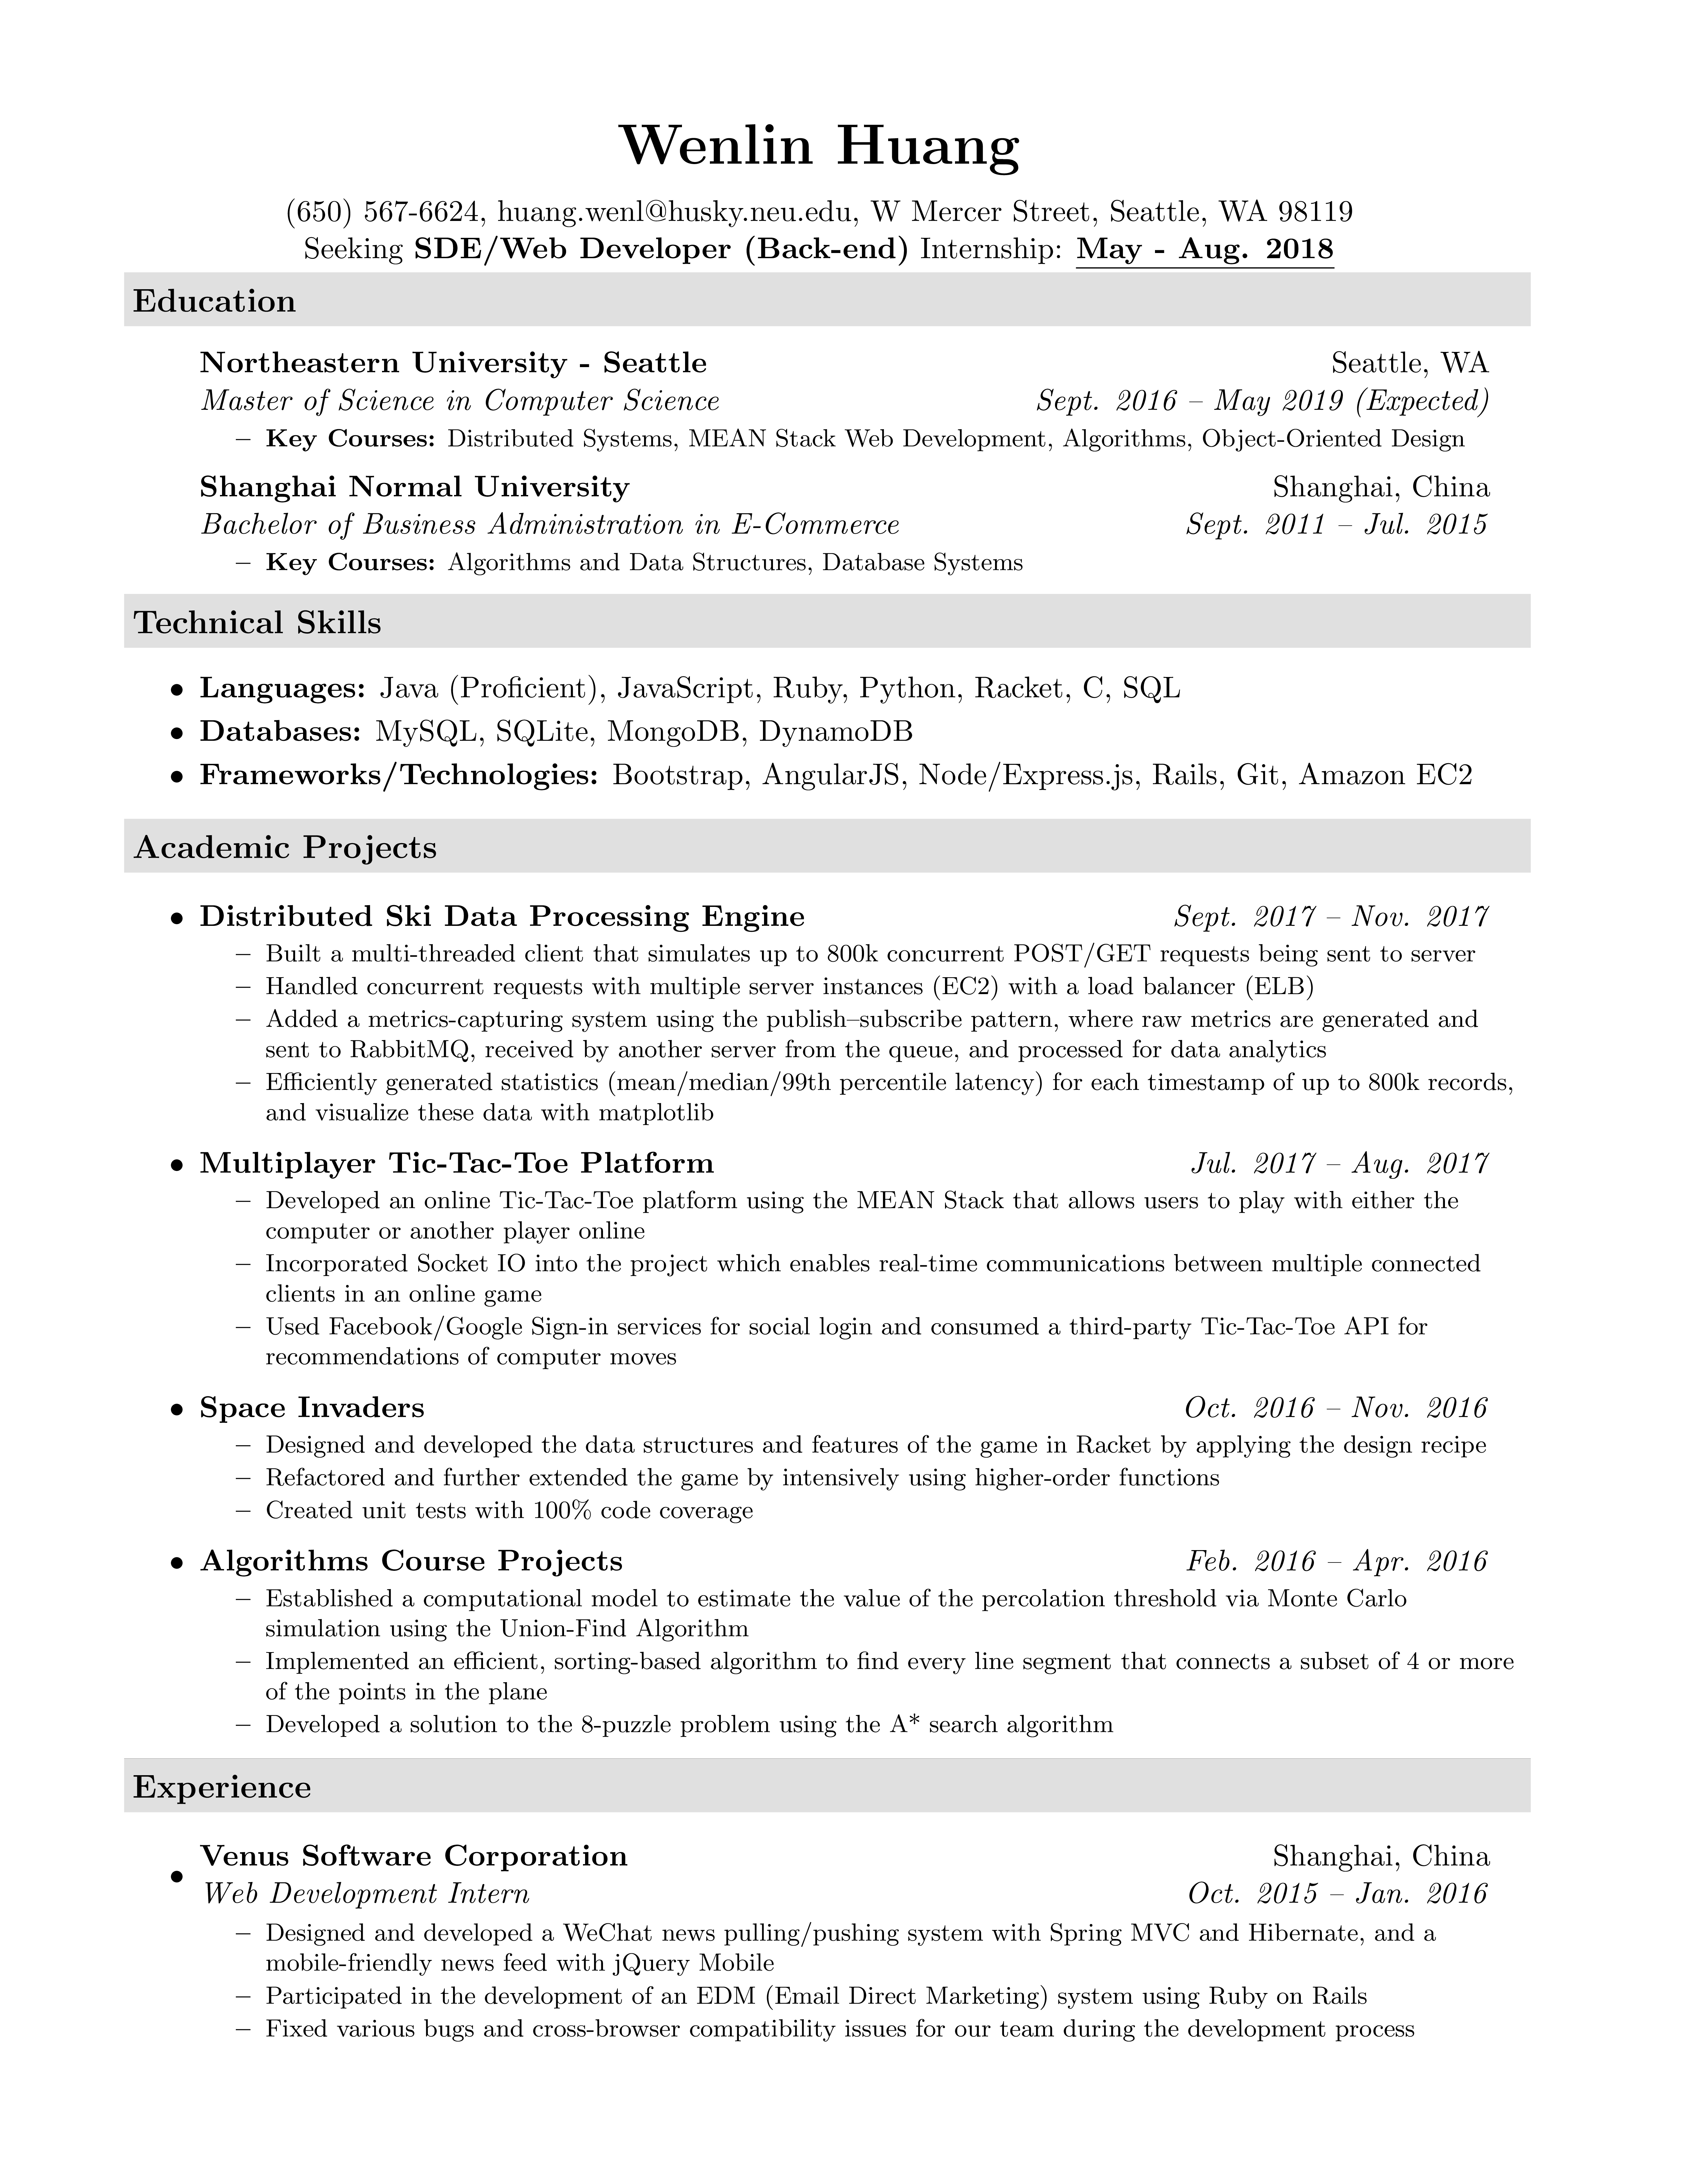 Wenlin Huang
(650) 567-6624, huang.wenl@husky.neu.edu, W Mercer Street, Seattle, WA 98119
Seeking SDE/Web Developer (Back-end) Internship: May - Aug. 2018
Education
Northeastern University - Seattle Seattle, WA
Master of Science in Computer Science Sept. 2016 – May 2019 (Expected)
– Key Courses: Distributed Systems, MEAN Stack Web Development, Algorithms, Object-Oriented Design
Shanghai Normal University Shanghai, China
Bachelor of Business Administration in E-Commerce Sept. 2011 – Jul. 2015
– Key Courses: Algorithms and Data Structures, Database Systems
Technical Skills
• Languages: Java (Proficient), JavaScript, Ruby, Python, Racket, C, SQL
• Databases: MySQL, SQLite, MongoDB, DynamoDB
• Frameworks/Technologies: Bootstrap, AngularJS, Node/Express.js, Rails, Git, Amazon EC2
Academic Projects
• Distributed Ski Data Processing Engine Sept. 2017 – Nov. 2017
– Built a multi-threaded client that simulates up to 800k concurrent POST/GET requests being sent to server
– Handled concurrent requests with multiple server instances (EC2) with a load balancer (ELB)
– Added a metrics-capturing system using the publish–subscribe pattern, where raw metrics are generated and
sent to RabbitMQ, received by another server from the queue, and processed for data analytics
– Efficiently generated statistics (mean/median/99th percentile latency) for each timestamp of up to 800k records,
and visualize these data with matplotlib
• Multiplayer Tic-Tac-Toe Platform Jul. 2017 – Aug. 2017
– Developed an online Tic-Tac-Toe platform using the MEAN Stack that allows users to play with either the
computer or another player online
– Incorporated Socket IO into the project which enables real-time communications between multiple connected
clients in an online game
– Used Facebook/Google Sign-in services for social login and consumed a third-party Tic-Tac-Toe API for
recommendations of computer moves
• Space Invaders Oct. 2016 – Nov. 2016
– Designed and developed the data structures and features of the game in Racket by applying the design recipe
– Refactored and further extended the game by intensively using higher-order functions
– Created unit tests with 100% code coverage
• Algorithms Course Projects Feb. 2016 – Apr. 2016
– Established a computational model to estimate the value of the percolation threshold via Monte Carlo
simulation using the Union-Find Algorithm
– Implemented an efficient, sorting-based algorithm to find every line segment that connects a subset of 4 or more
of the points in the plane
– Developed a solution to the 8-puzzle problem using the A* search algorithm
Experience
• Venus Software Corporation Shanghai, China
Web Development Intern Oct. 2015 – Jan. 2016
– Designed and developed a WeChat news pulling/pushing system with Spring MVC and Hibernate, and a
mobile-friendly news feed with jQuery Mobile
– Participated in the development of an EDM (Email Direct Marketing) system using Ruby on Rails
– Fixed various bugs and cross-browser compatibility issues for our team during the development process